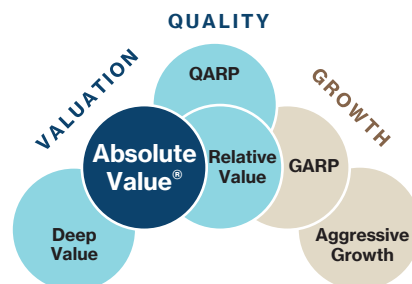 QUALITY
VALUATION
GROWTH
QARP
Absolute
Value®
Relative
Value
GARP
Deep
Value
Aggressive
Growth